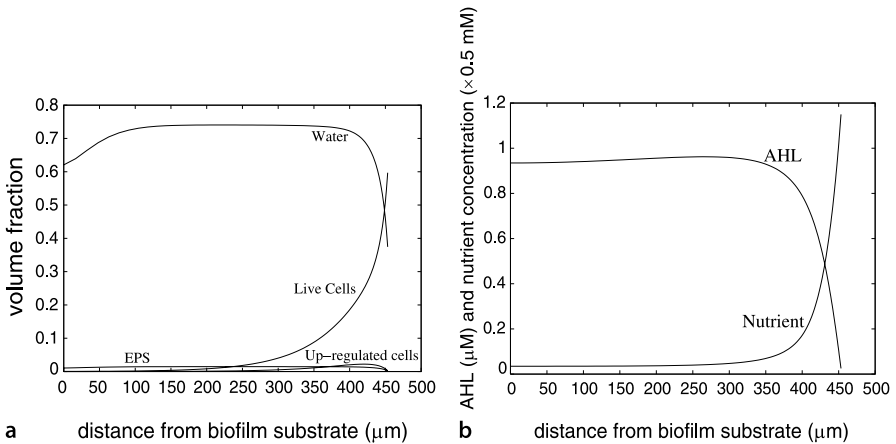 0.8
0.7
0.6
0.5
0.4
0.3
0.2
0.1
0
volume fraction
Water
Live Cells
EPS
Up−regulated cells
0 50 100 150 200 250 300 350 400 450 500
a distance from biofilm substrate (μm)
1.2
1
0.8
0.6
0.4
0.2
0
AHL (μM) and nutrient concentration (×0.5 mM)
AHL
Nutrient
0 50 100 150 200 250 300 350 400 450 500
b distance from biofilm substrate (μm)